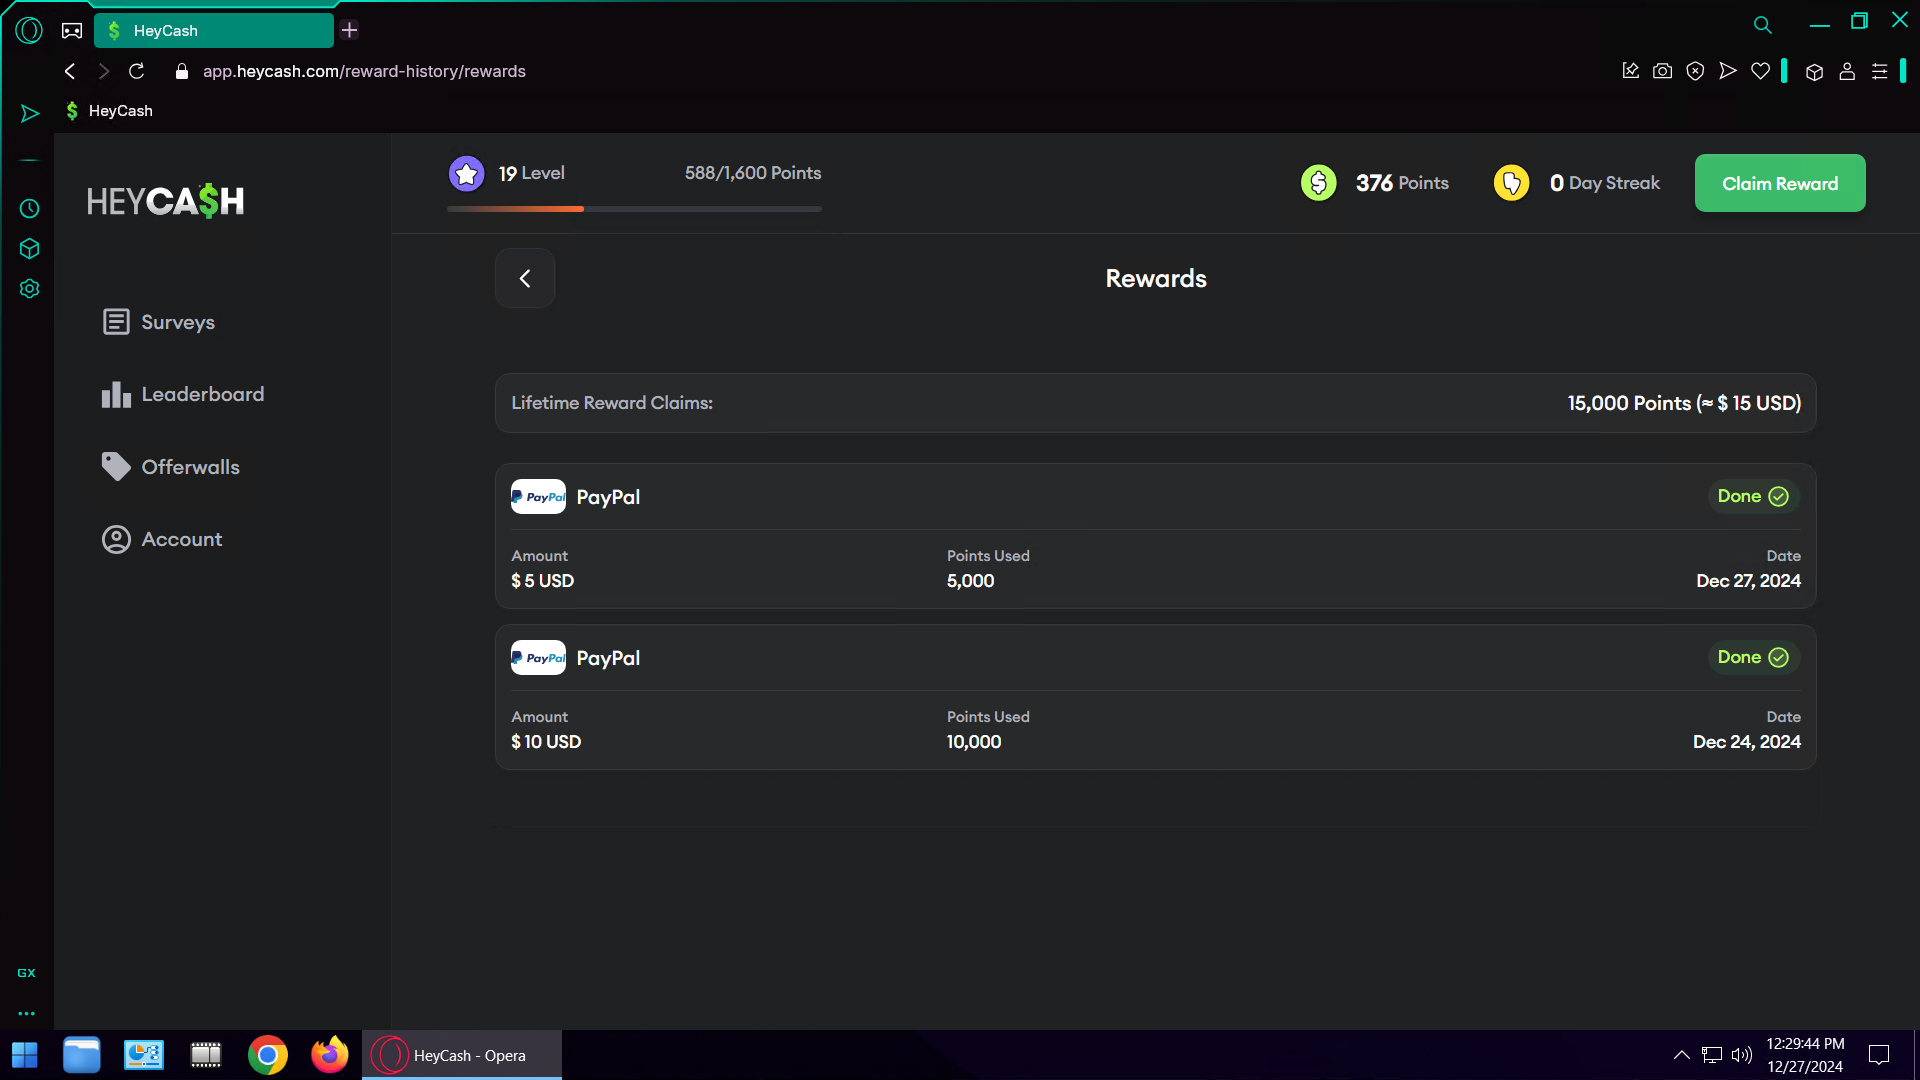 HeyCash
app.heycash.com/reward-history/rewards
HeyCash
HEYCA$H
19 Level
588/1,600 Points
376 Points
0 Day Streak
Claim Reward
Rewards
Surveys
Leaderboard
Offerwalls
Account
Lifetime Reward Claims:
15,000 Points (≈ $ 15 USD)
PayPal PayPal
Done
Amount
Points Used
Date
$ 5 USD
5,000
Dec 27, 2024
PayPal PayPal
Done
Amount
Points Used
Date
$ 10 USD
10,000
Dec 24, 2024
GX
HeyCash - Opera
12:29:44 PM
12/27/2024